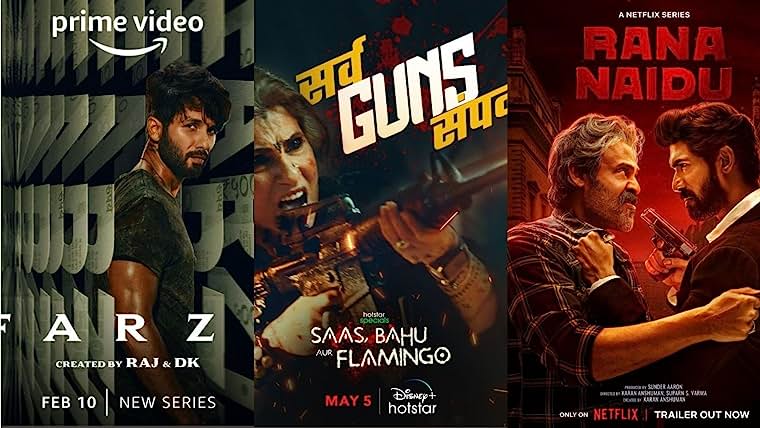 prime video
FARZ
CREATED BY RAJ & DK
FEB 10 | NEW SERIES
सर्व
GUNS
संपन
hotstar
specials
SAAS, BAHU
AUR FLAMINGO
MAY 5 | Disney+
hotstar
A NETFLIX SERIES
RANA
NAIDU
PRODUCED BY SUNDER AARON
DIRECTED BY KARAN ANSHUMAN, SUPARN S. VARMA
CREATED BY KARAN ANSHUMAN
ONLY ON NETFLIX | TRAILER OUT NOW